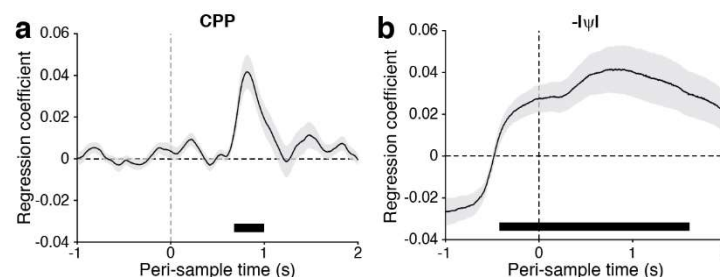 a CPP
0.06
0.04
0.02
0
-0.02
-0.04
Regression coefficient
-1 0 1 2
Peri-sample time (s)
b -|ψ|
0.06
0.04
0.02
0
-0.02
-0.04
Regression coefficient
-1 0 1
Peri-sample time (s)